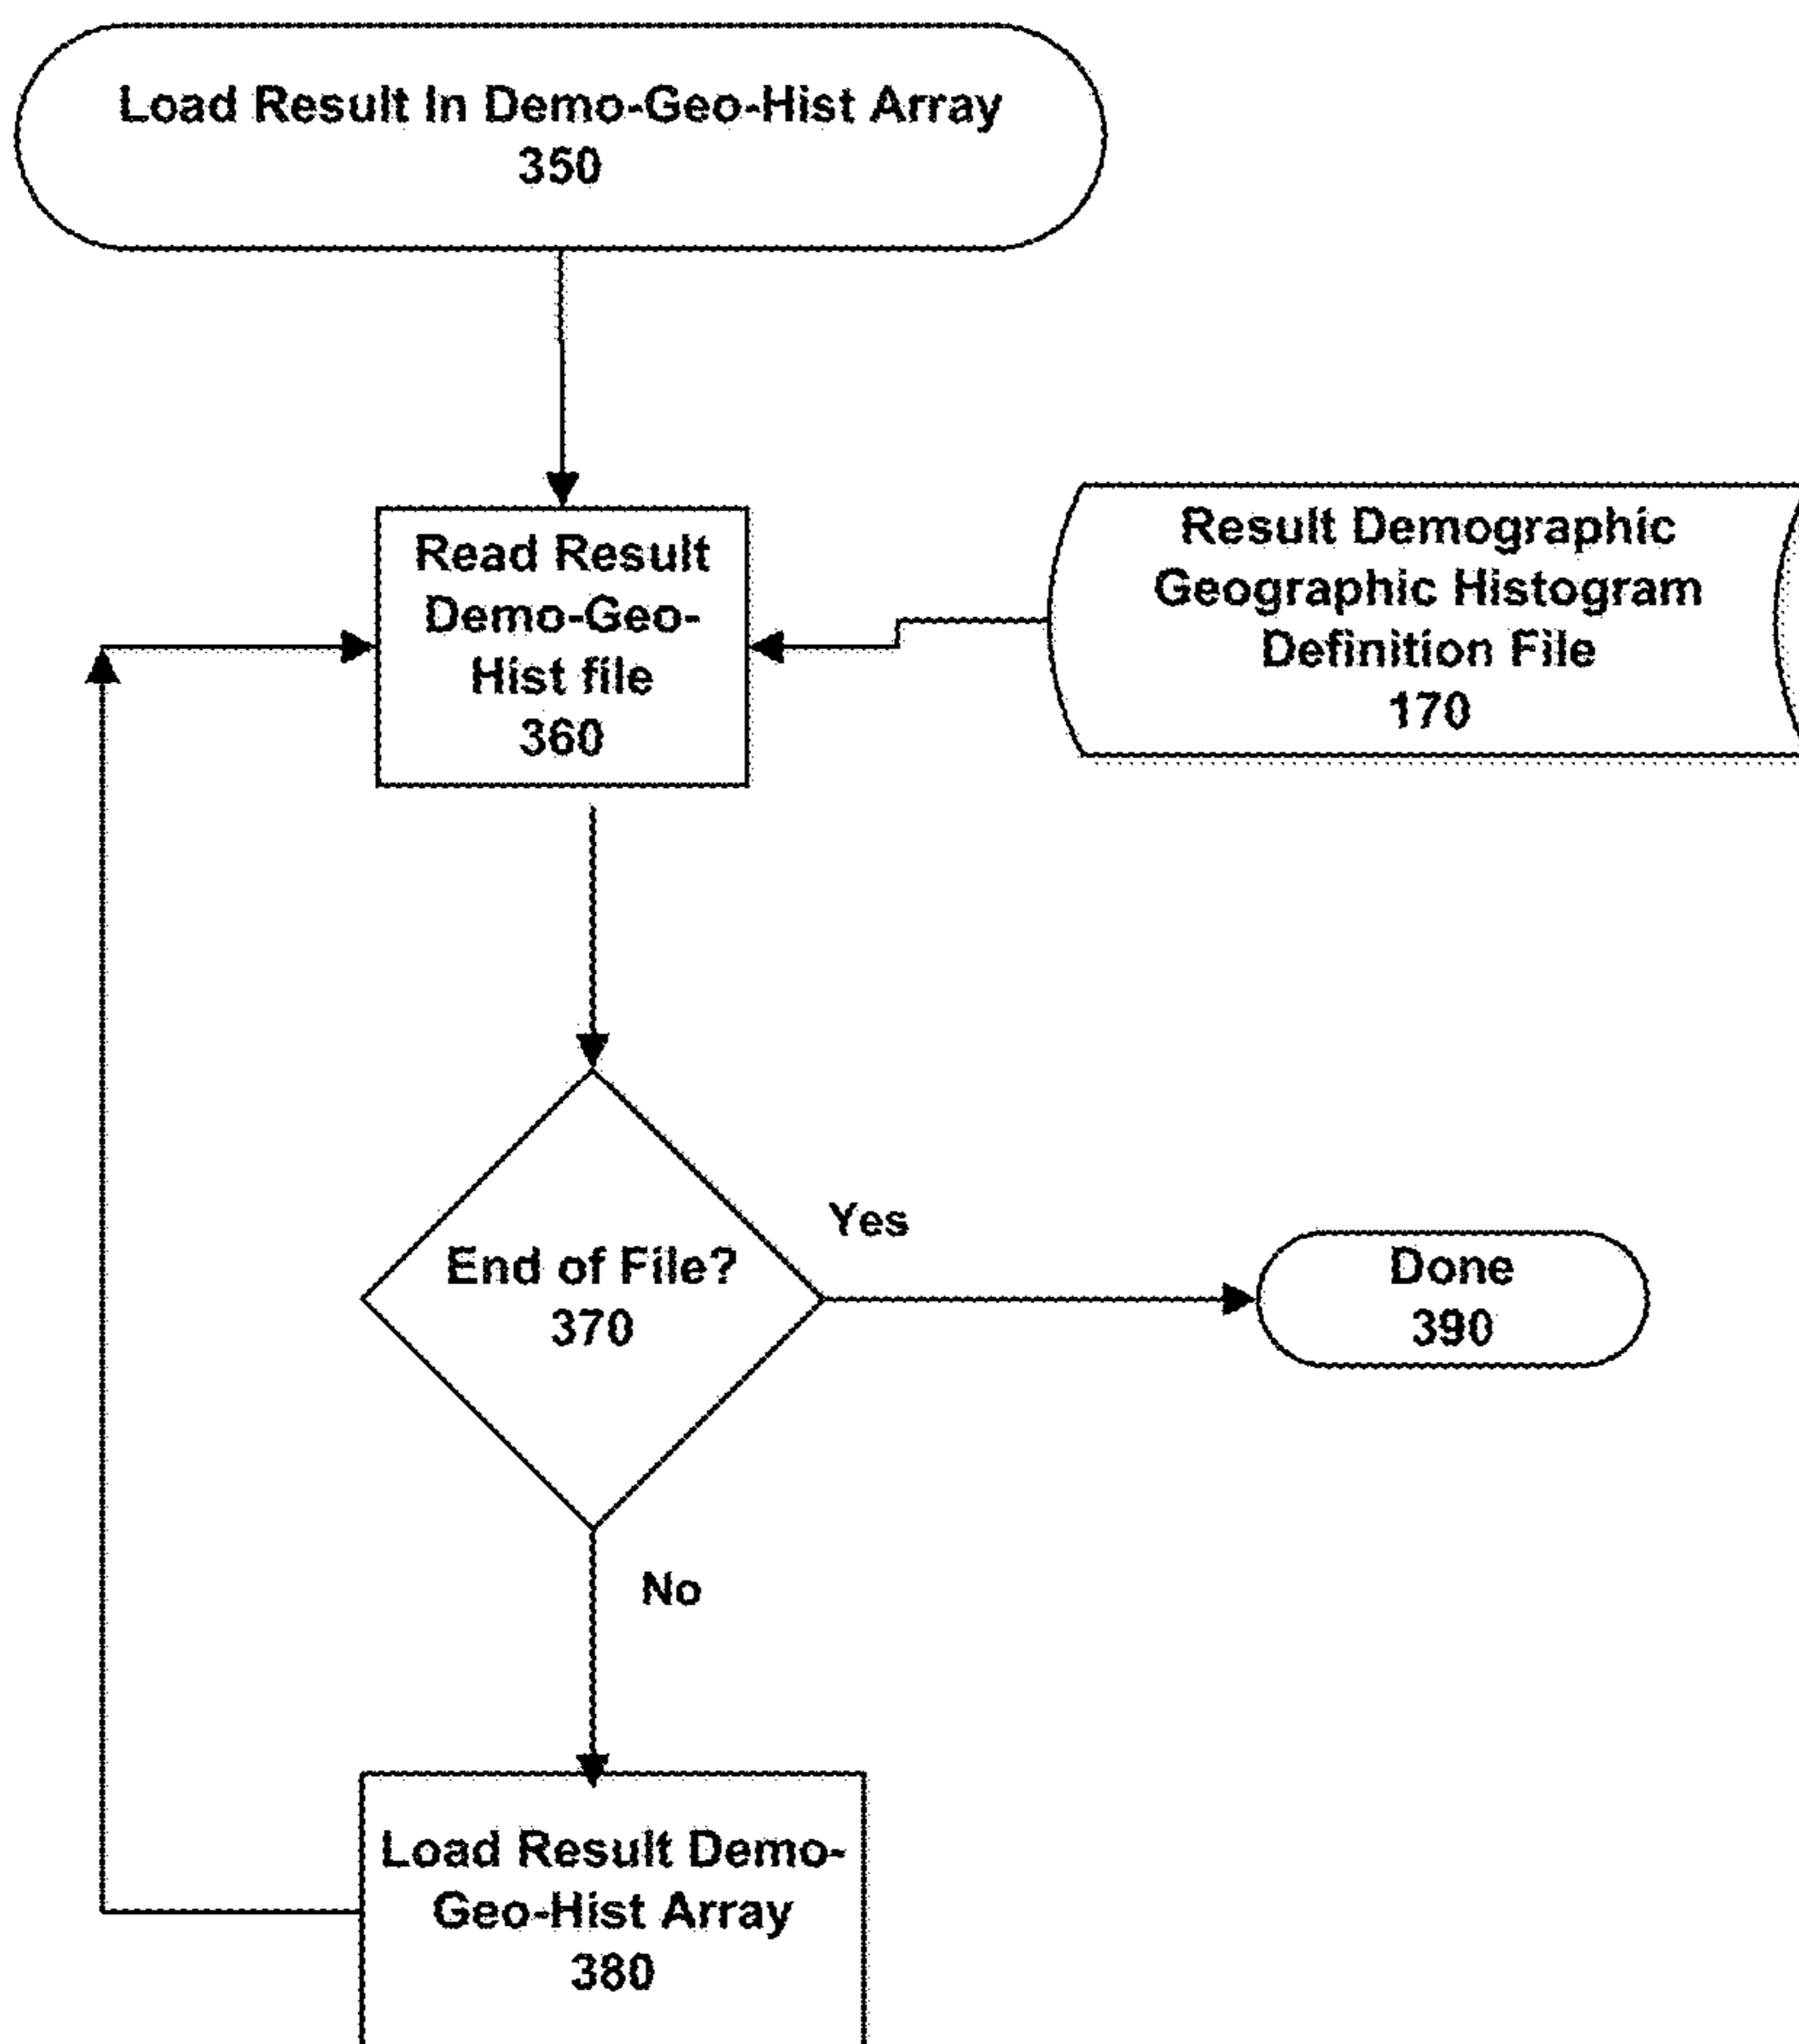 Load Result In Demo-Geo-Hist Array
350
Read Result
Demo-Geo-
Hist file
360
Result Demographic
Geographic Histogram
Definition File
170
End of File?
370
Yes
Done
390
No
Load Result Demo-
Geo-Hist Array
380